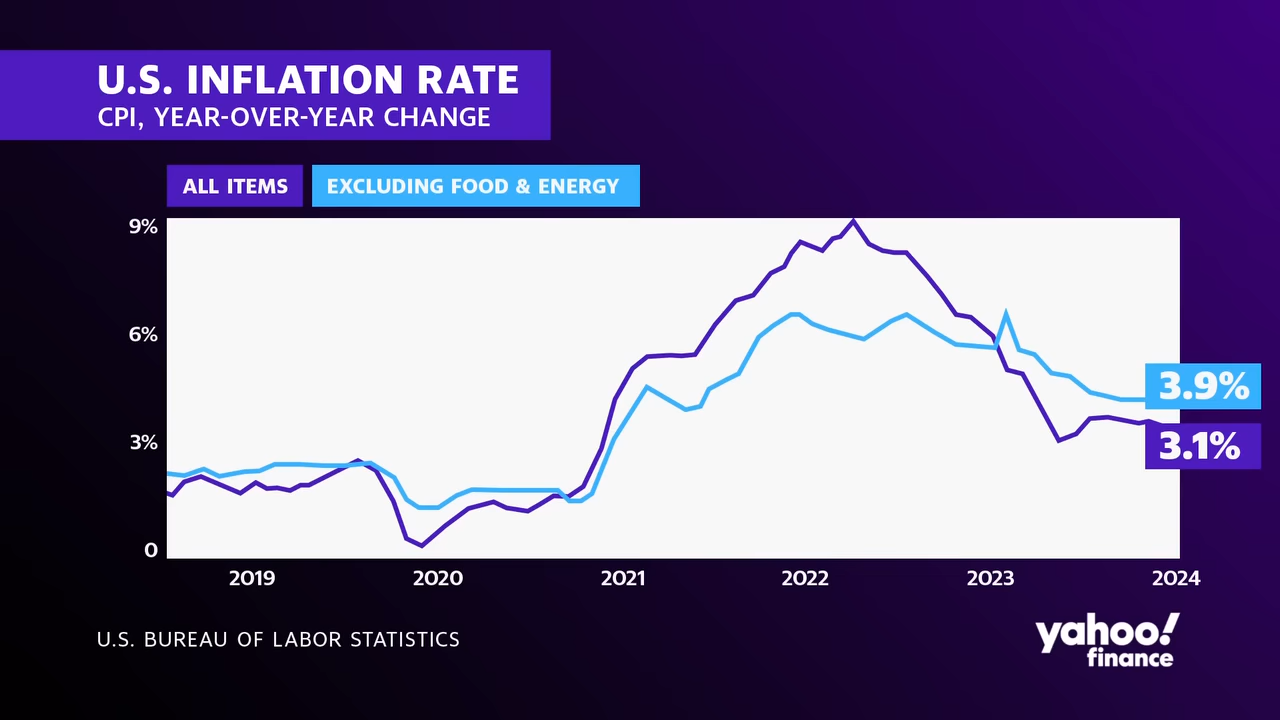 U.S. INFLATION RATE
CPI, YEAR-OVER-YEAR CHANGE
ALL ITEMS
EXCLUDING FOOD & ENERGY
9%
6%
3%
0
3.9%
3.1%
2019 2020 2021 2022 2023 2024
U.S. BUREAU OF LABOR STATISTICS
yahoo!
finance